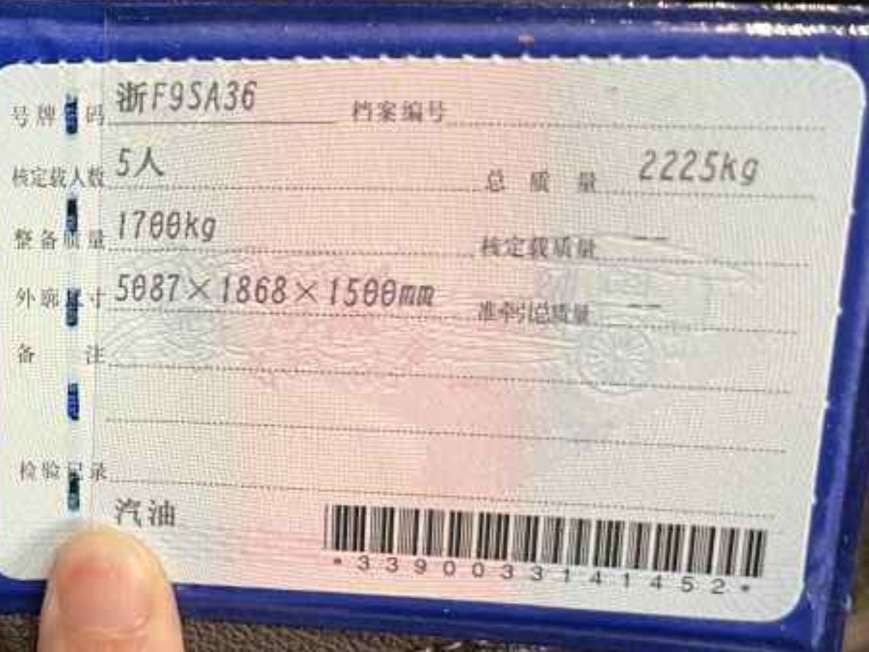 号牌号码 浙F9SA36 档案编号
核定载人数 5人 总质量 2225kg
整备质量 1700kg 核定载质量 --
外廓尺寸 5087×1868×1500mm 准牵引总质量 --
备注
检验记录
汽油
*3390033141452*